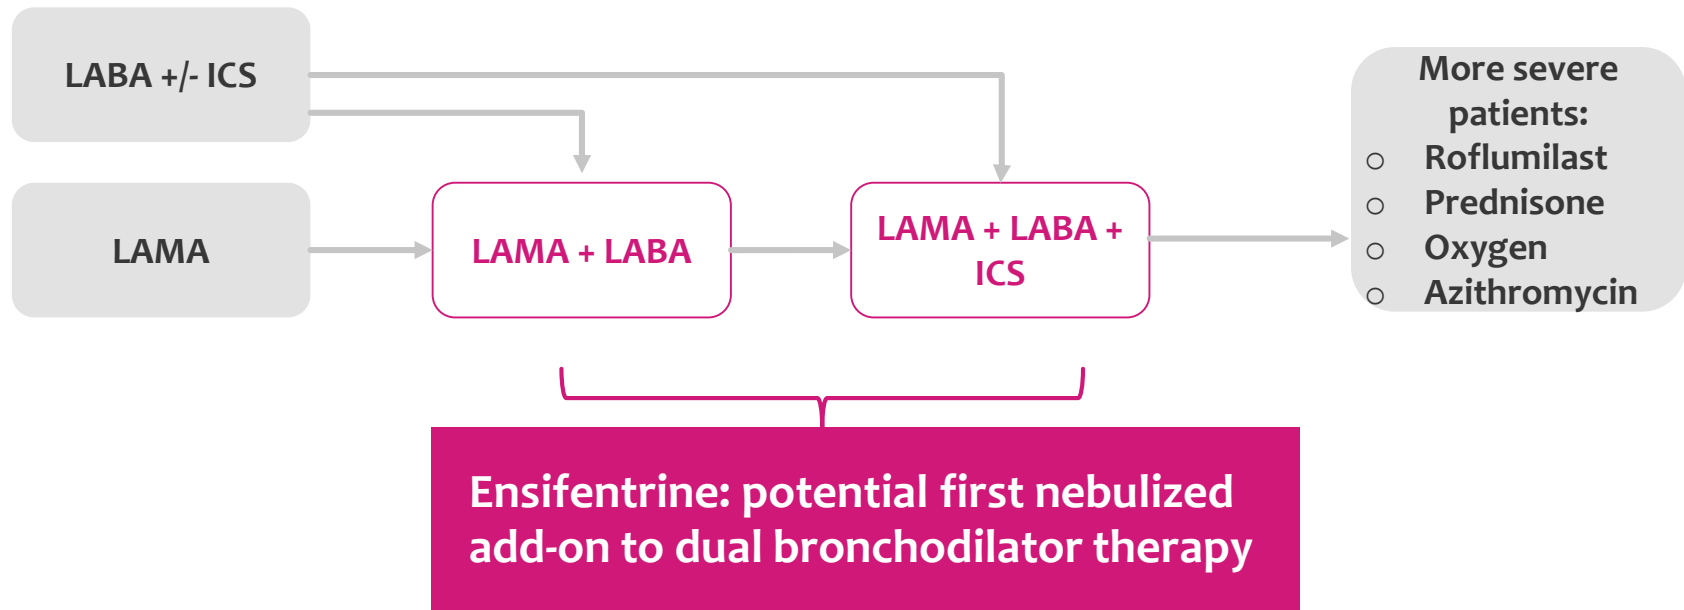 LABA +/- ICS
LAMA
LAMA + LABA
LAMA + LABA +
ICS
More severe
patients:
o Roflumilast
o Prednisone
o Oxygen
o Azithromycin
Ensifentrine: potential first nebulized
add-on to dual bronchodilator therapy